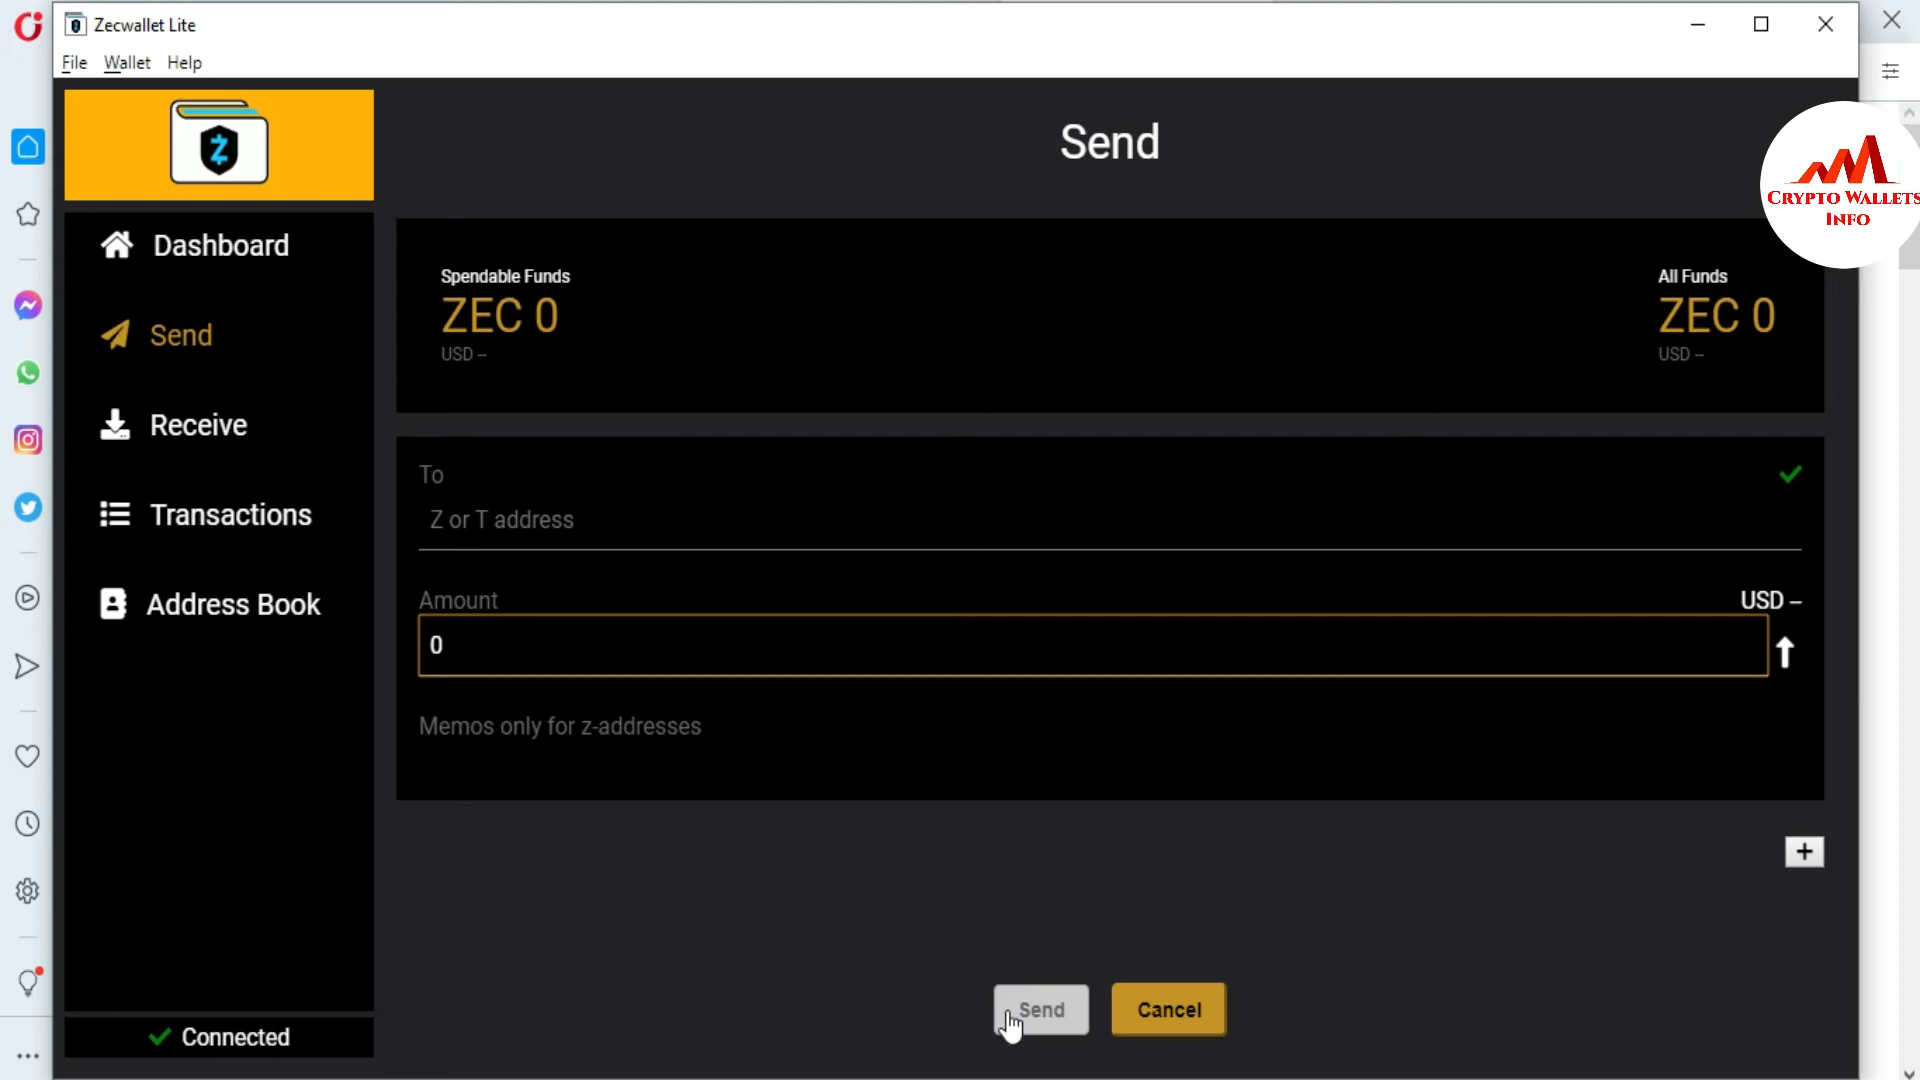 Zecwallet Lite
File Wallet Help
Send
CRYPTO WALLETS
INFO
Dashboard
Send
Receive
Transactions
Address Book
Connected
Spendable Funds
ZEC 0
USD --
All Funds
ZEC 0
USD --
To
Z or T address
Amount
USD --
0
Memos only for z-addresses
+
Send
Cancel